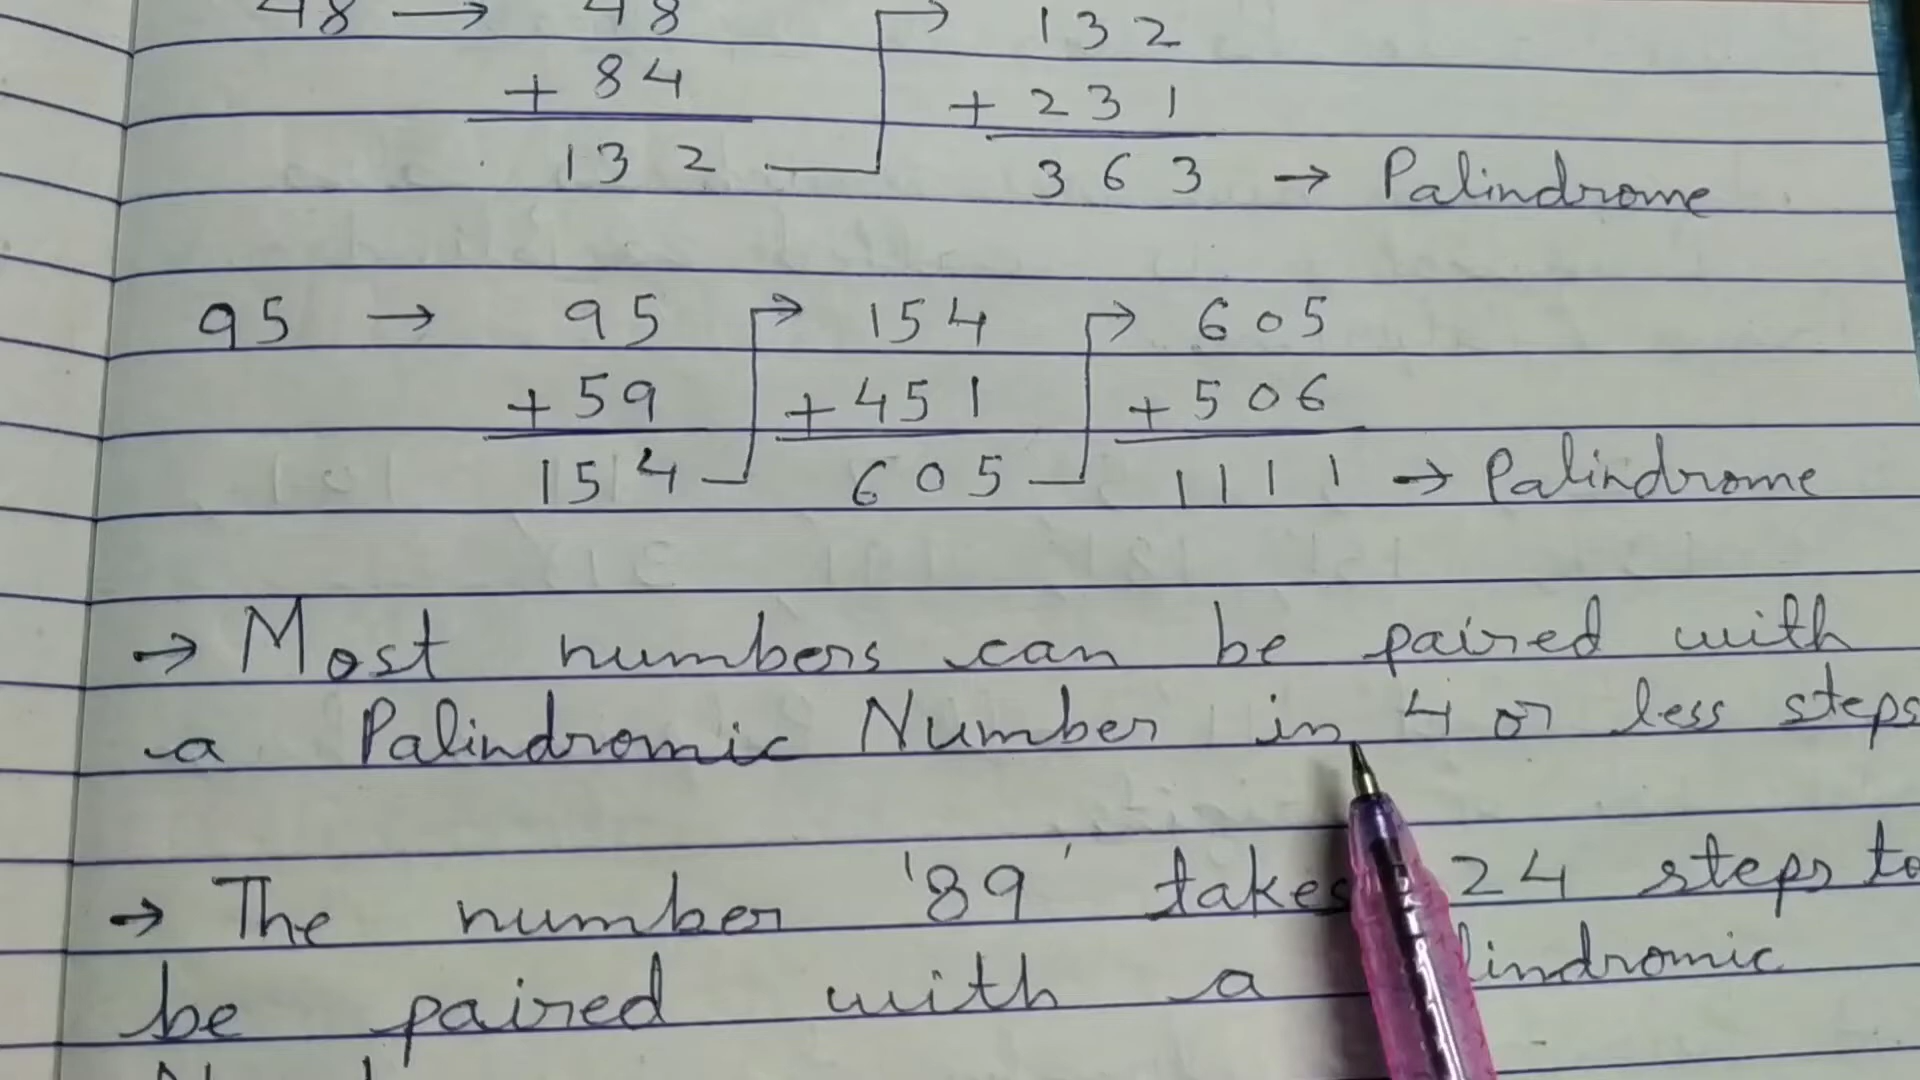 48 → 48 132
+ 84 + 231
132 363 → Palindrome
95 → 95 154 605
+ 59 + 451 + 506
154 605 1111 → Palindrome
→ Most numbers can be paired with
a Palindromic Number in 4 or less steps
→ The number '89' takes 24 steps to
be paired with a lindromic